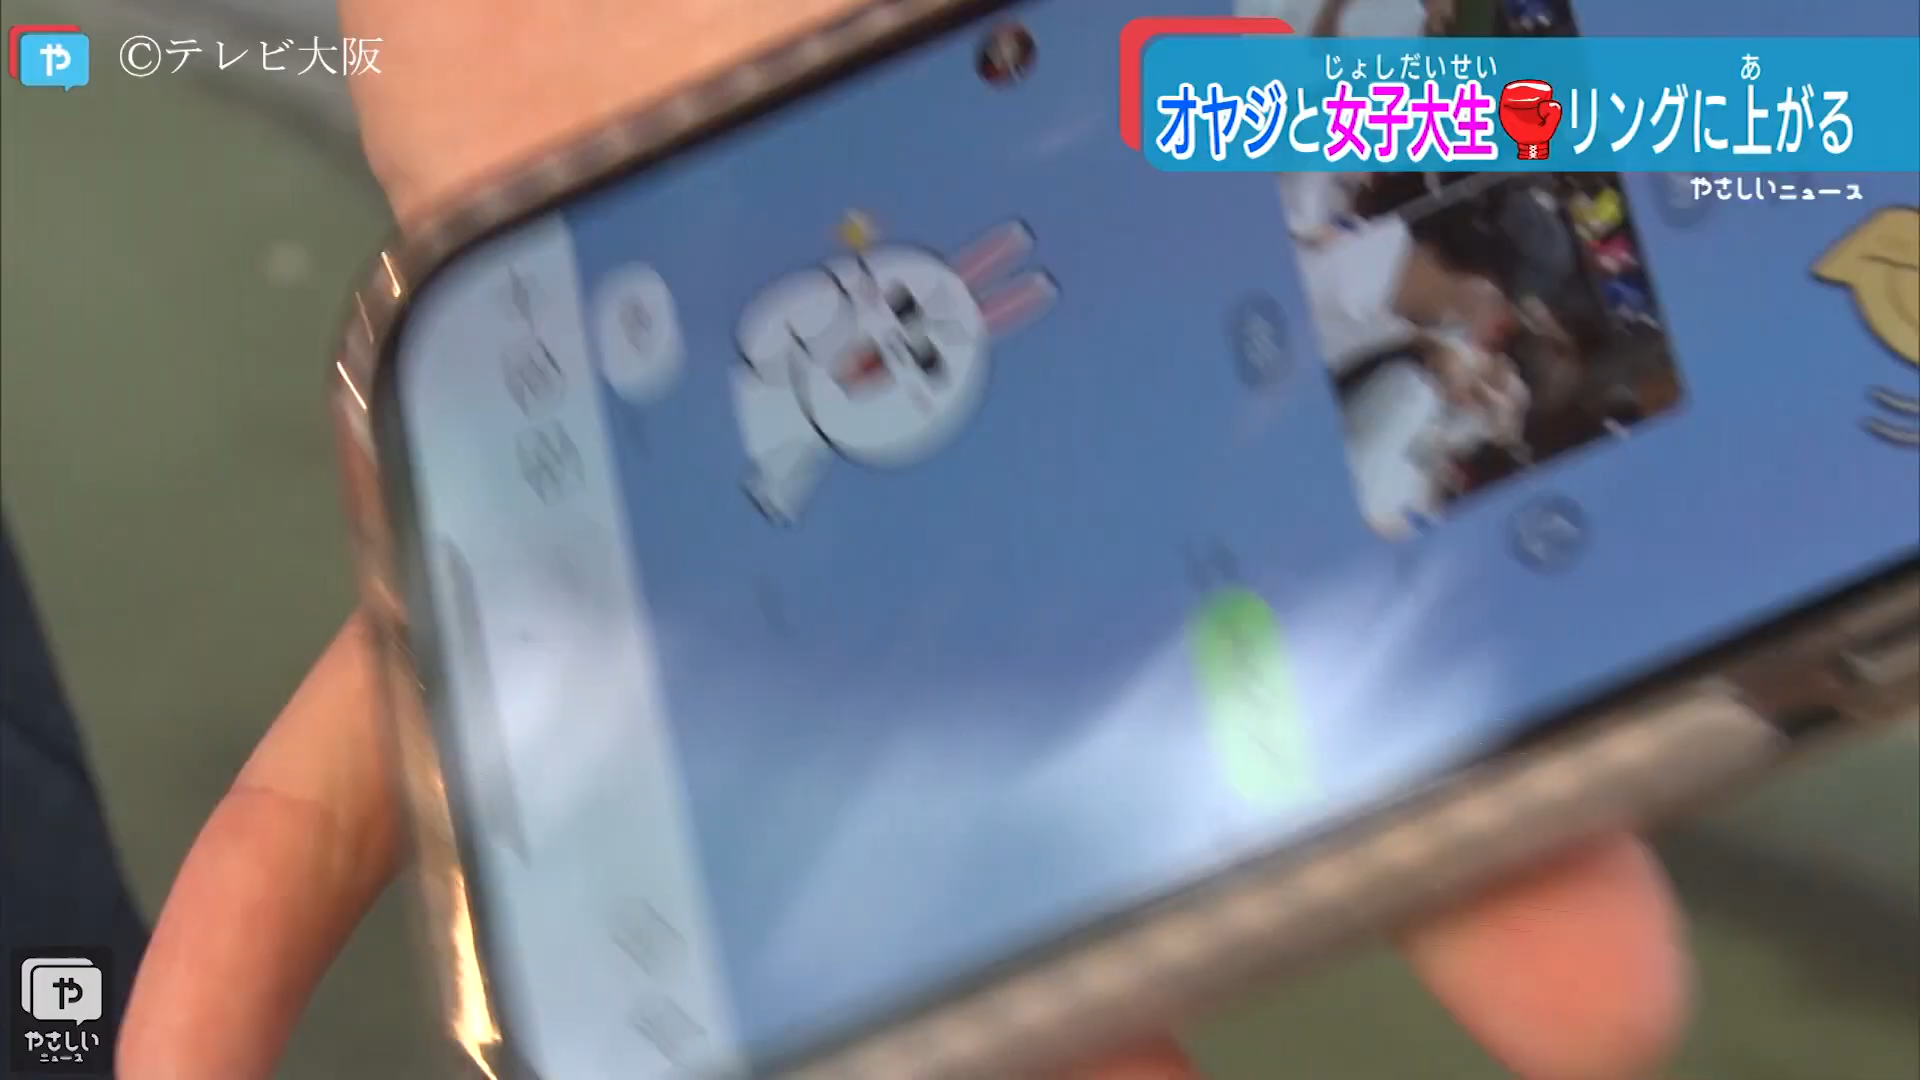 や
©テレビ大阪
じょしだいせい
あ
オヤジと女子大生リングに上がる
やさしいニュース
や
やさしい
ニュース